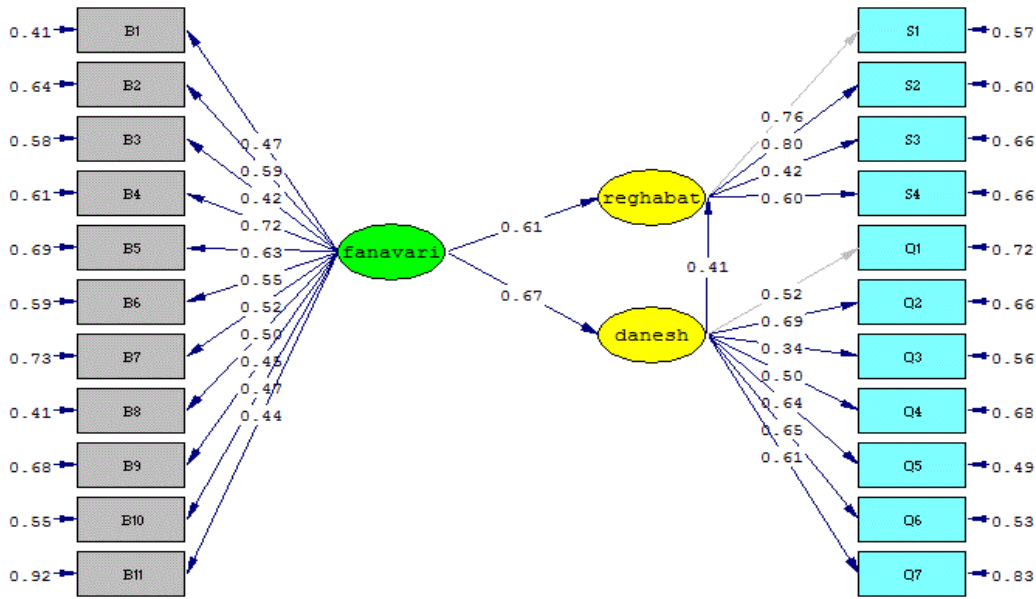 0.41 B1
0.64 B2
0.58 B3
0.61 B4
0.69 B5
0.59 B6
0.73 B7
0.41 B8
0.68 B9
0.55 B10
0.92 B11
0.47
0.59
0.42
0.72
0.63
0.55
0.52
0.50
0.45
0.47
0.44
fanavari
0.61
0.67
reghabat
0.41
danesh
0.76
0.80
0.42
0.60
0.52
0.69
0.34
0.50
0.64
0.65
0.61
S1 0.57
S2 0.60
S3 0.66
S4 0.66
Q1 0.72
Q2 0.66
Q3 0.56
Q4 0.68
Q5 0.49
Q6 0.53
Q7 0.83